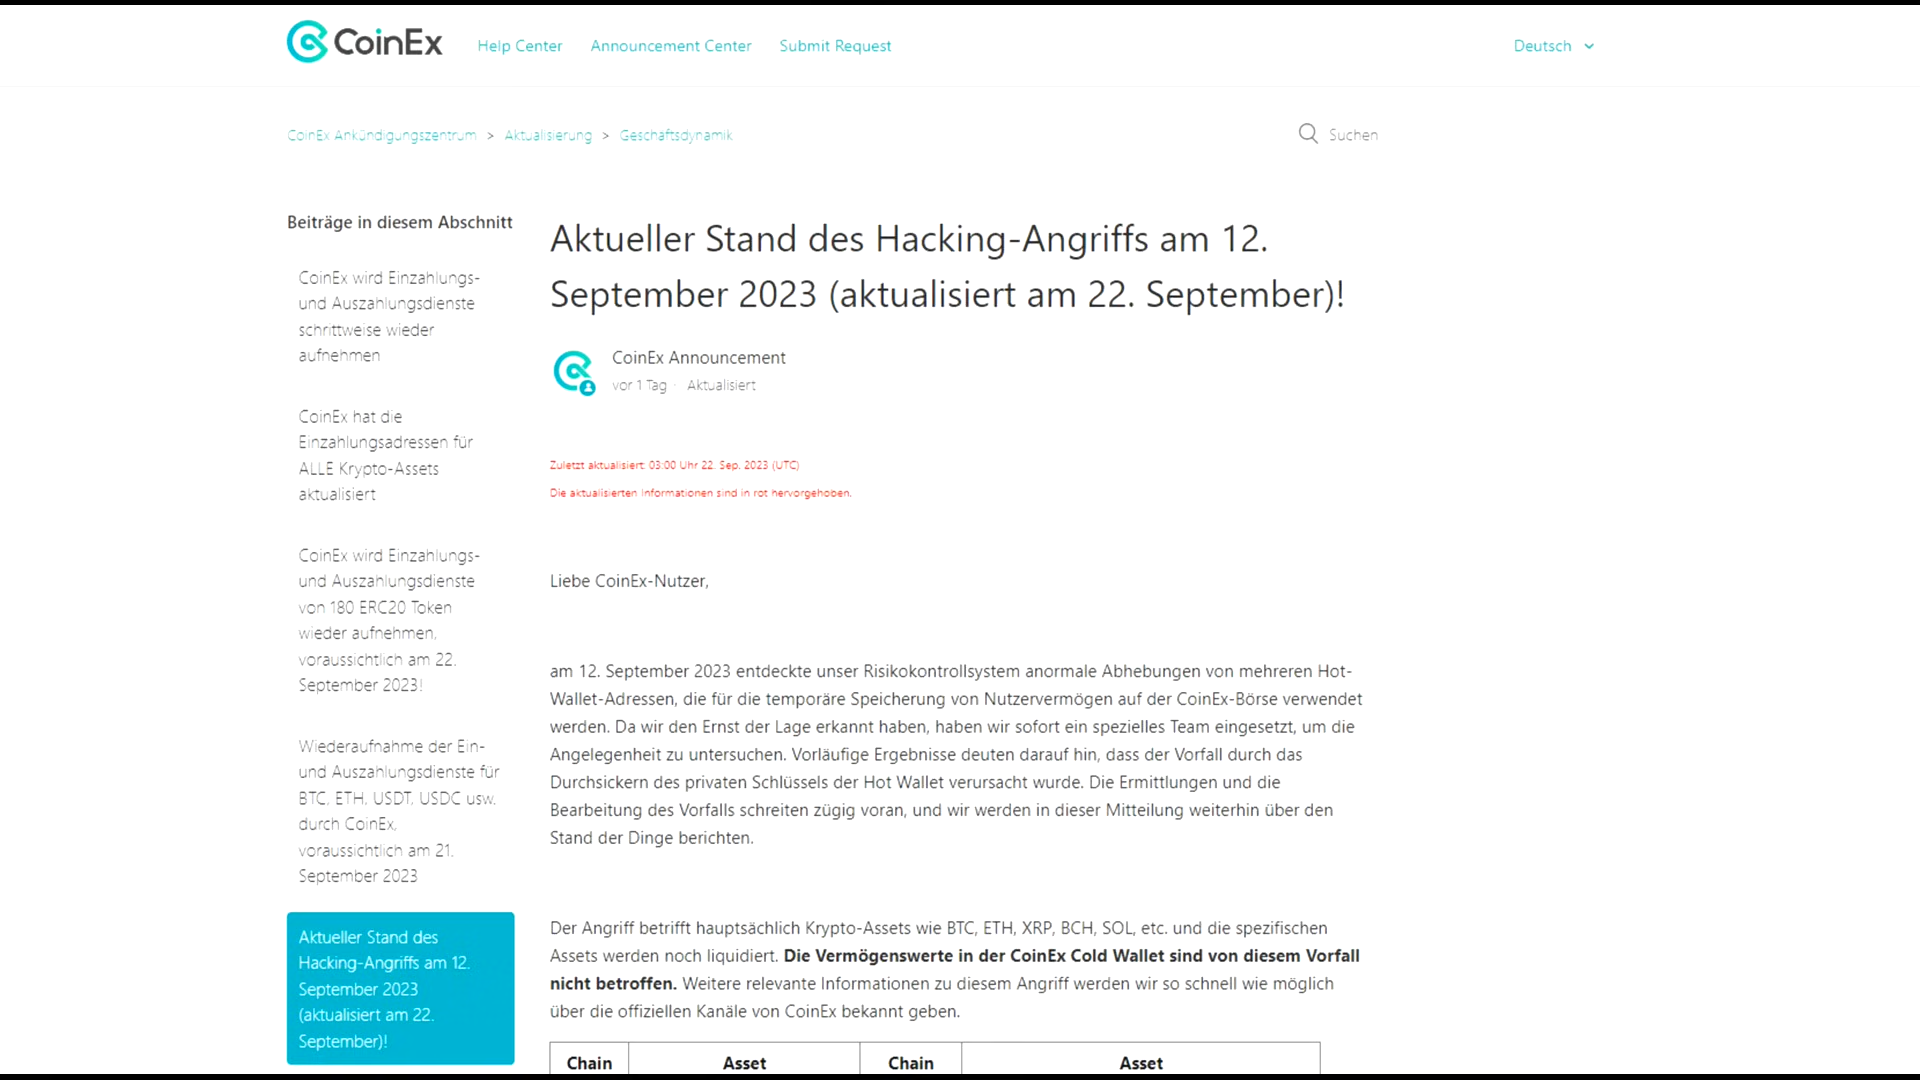 CoinEx
Help Center
Announcement Center
Submit Request
Deutsch
CoinEx Ankündigungszentrum > Aktualisierung > Geschäftsdynamik
Suchen
Beiträge in diesem Abschnitt
CoinEx wird Einzahlungs-
und Auszahlungsdienste
schrittweise wieder
aufnehmen
CoinEx hat die
Einzahlungsadressen für
ALLE Krypto-Assets
aktualisiert
CoinEx wird Einzahlungs-
und Auszahlungsdienste
von 180 ERC20 Token
wieder aufnehmen,
voraussichtlich am 22.
September 2023!
Wiederaufnahme der Ein-
und Auszahlungsdienste für
BTC, ETH, USDT, USDC usw.
durch CoinEx,
voraussichtlich am 21.
September 2023
Aktueller Stand des
Hacking-Angriffs am 12.
September 2023
(aktualisiert am 22.
September)!
Aktueller Stand des Hacking-Angriffs am 12.
September 2023 (aktualisiert am 22. September)!
CoinEx Announcement
vor 1 Tag · Aktualisiert
Zuletzt aktualisiert: 03:00 Uhr 22. Sep. 2023 (UTC)
Die aktualisierten Informationen sind in rot hervorgehoben.
Liebe CoinEx-Nutzer,
am 12. September 2023 entdeckte unser Risikokontrollsystem anormale Abhebungen von mehreren Hot-
Wallet-Adressen, die für die temporäre Speicherung von Nutzervermögen auf der CoinEx-Börse verwendet
werden. Da wir den Ernst der Lage erkannt haben, haben wir sofort ein spezielles Team eingesetzt, um die
Angelegenheit zu untersuchen. Vorläufige Ergebnisse deuten darauf hin, dass der Vorfall durch das
Durchsickern des privaten Schlüssels der Hot Wallet verursacht wurde. Die Ermittlungen und die
Bearbeitung des Vorfalls schreiten zügig voran, und wir werden in dieser Mitteilung weiterhin über den
Stand der Dinge berichten.
Der Angriff betrifft hauptsächlich Krypto-Assets wie BTC, ETH, XRP, BCH, SOL, etc. und die spezifischen
Assets werden noch liquidiert. Die Vermögenswerte in der CoinEx Cold Wallet sind von diesem Vorfall
nicht betroffen. Weitere relevante Informationen zu diesem Angriff werden wir so schnell wie möglich
über die offiziellen Kanäle von CoinEx bekannt geben.
Chain Asset Chain Asset